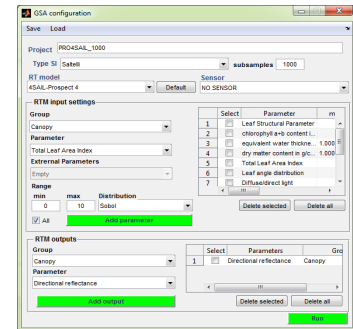 GSA configuration
Save Load
Project PRO4SAIL_1000
Type SI Saltelli subsamples 1000
RT model Sensor
4SAIL-Prospect 4 Default NO SENSOR
RTM input settings
Group
Canopy
Parameter
Total Leaf Area Index
Extrernal Parameters
Empty
Range
min max Distribution
0 10 Sobol
All Add parameter
Select Parameter m
1 Leaf Structural Parameter
2 chlorophyll a+b content i...
3 equivalent water thickne... 1.000
4 dry matter content in g/c... 1.000
5 Total Leaf Area Index
6 Leaf angle distribution
7 Diffuse/direct light
Delete selected Delete all
RTM outputs
Group
Canopy
Parameter
Directional reflectance
Add output
Select Parameters Gro
1 Directional reflectance Canopy
Delete selected Delete all
Run